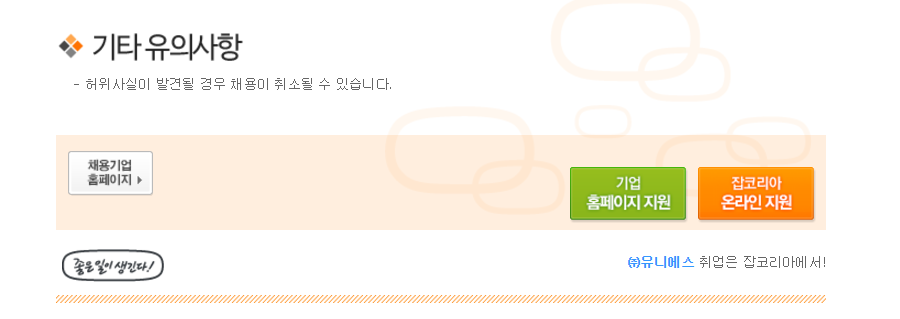 기타 유의사항
- 허위사실이 발견될 경우 채용이 취소될 수 있습니다.
채용기업
홈페이지
기업
홈페이지 지원
잡코리아
온라인 지원
좋은일이 생긴다!
㈜유니에스 취업은 잡코리아에서!